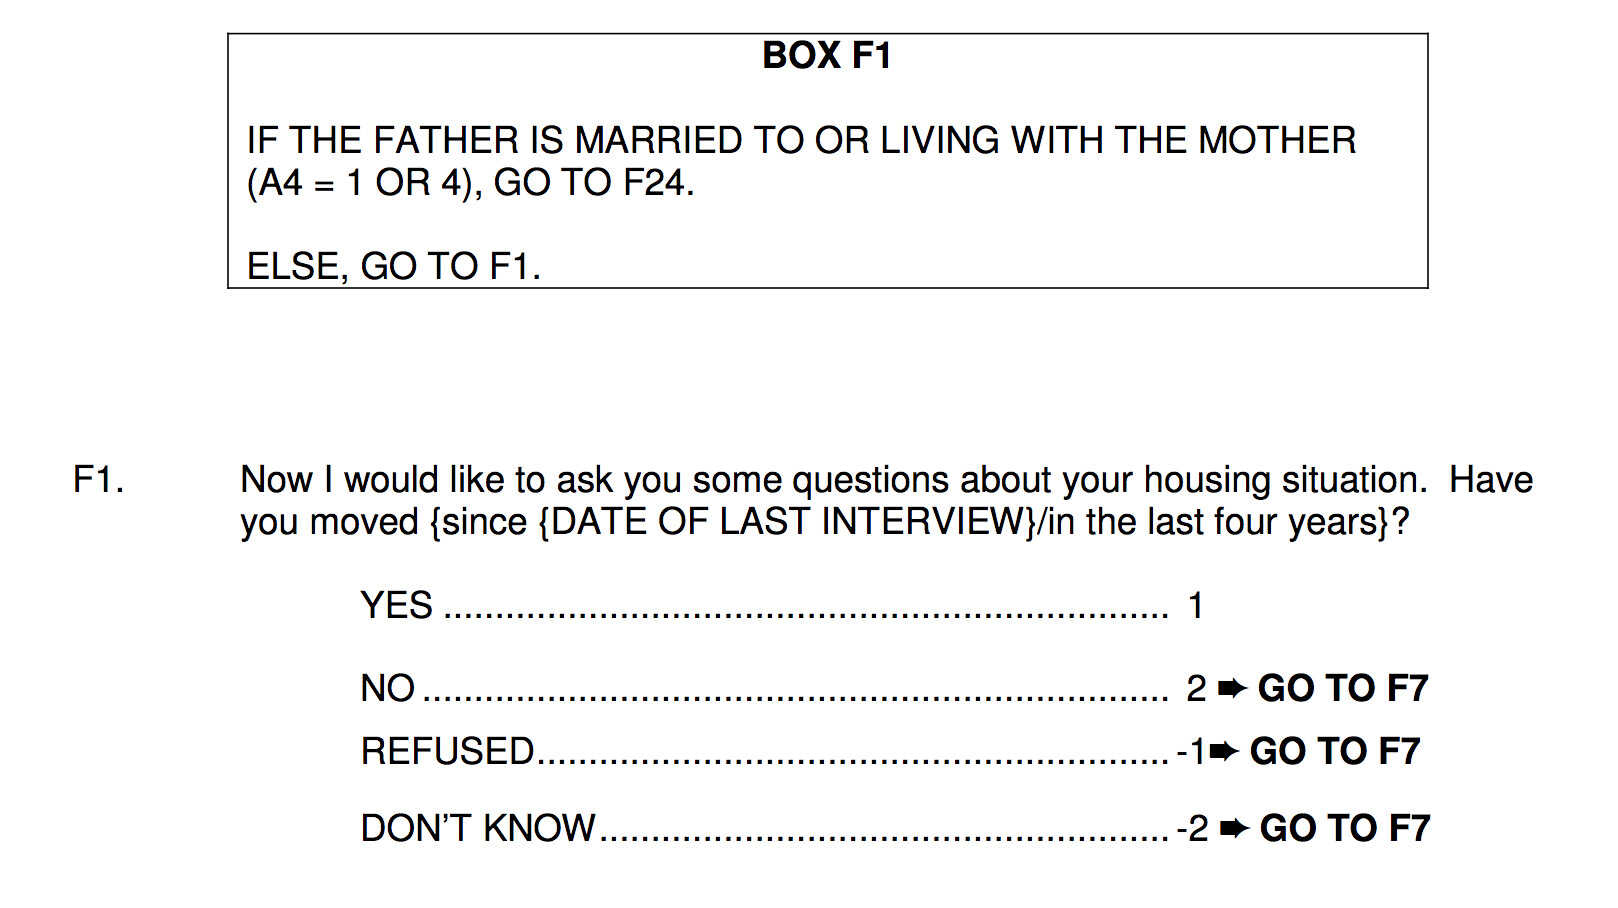 BOX F1
IF THE FATHER IS MARRIED TO OR LIVING WITH THE MOTHER
(A4 = 1 OR 4), GO TO F24.
ELSE, GO TO F1.
F1. Now I would like to ask you some questions about your housing situation. Have
you moved {since {DATE OF LAST INTERVIEW}/in the last four years}?
YES ...................................................................... 1
NO ........................................................................ 2 ➨ GO TO F7
REFUSED............................................................. -1➨ GO TO F7
DON’T KNOW....................................................... -2 ➨ GO TO F7